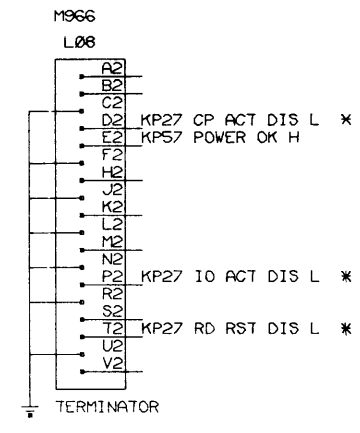 M966
LØ8
A2
B2
C2
D2 KP27 CP ACT DIS L *
E2 KP57 POWER OK H
F2
H2
J2
K2
L2
M2
N2
P2 KP27 IO ACT DIS L *
R2
S2
T2 KP27 RD RST DIS L *
U2
V2
TERMINATOR